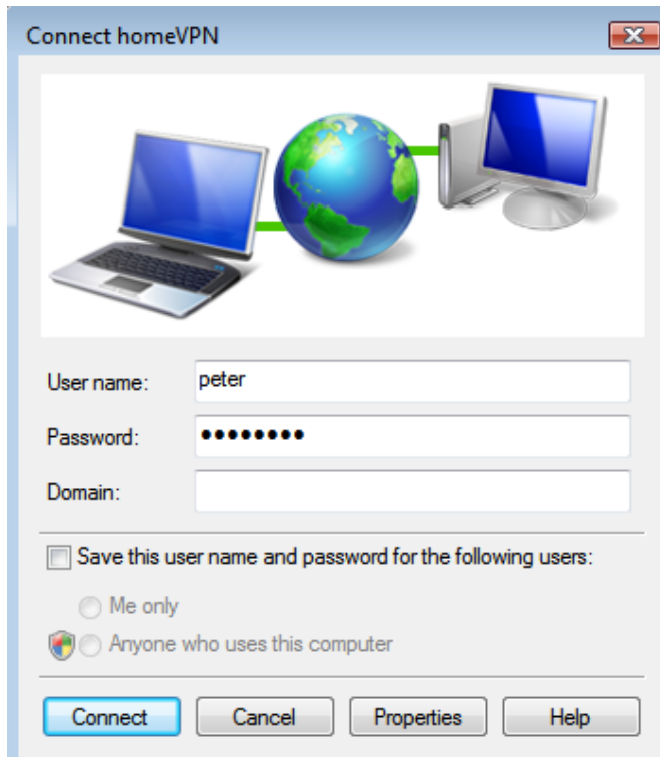 Connect homeVPN
User name: peter
Password: ••••••••
Domain:
Save this user name and password for the following users:
Me only
Anyone who uses this computer
Connect Cancel Properties Help